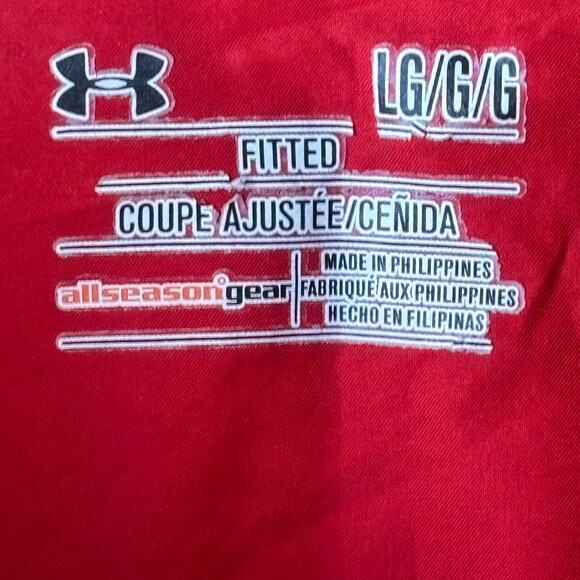 LG/G/G
FITTED
COUPE AJUSTÉE/CEÑIDA
allseasongear
MADE IN PHILIPPINES
FABRIQUÉ AUX PHILIPPINES
HECHO EN FILIPINAS